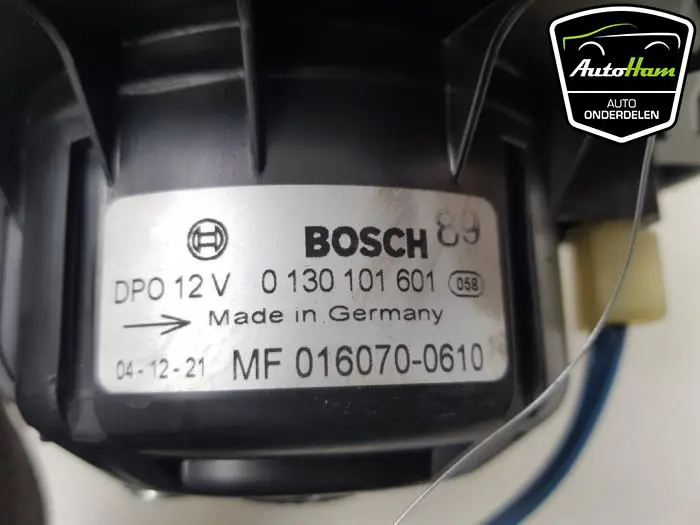 AutoHam
AUTO
ONDERDELEN
BOSCH 89
DPO 12 V 0 130 101 601 058
Made in Germany
04-12-21 MF 016070-0610